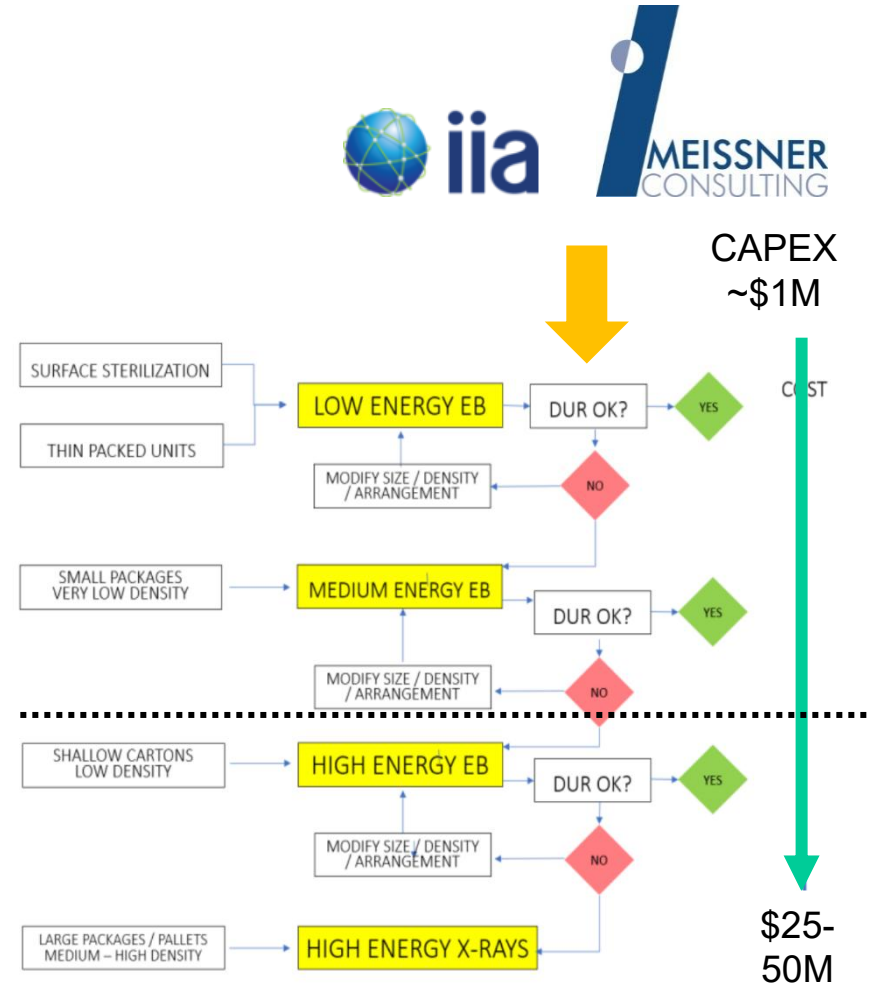 iia
MEISSNER
CONSULTING
CAPEX
~$1M
SURFACE STERILIZATION
THIN PACKED UNITS
LOW ENERGY EB
DUR OK?
YES
COST
MODIFY SIZE / DENSITY
/ ARRANGEMENT
NO
SMALL PACKAGES
VERY LOW DENSITY
MEDIUM ENERGY EB
DUR OK?
YES
MODIFY SIZE / DENSITY
/ ARRANGEMENT
NO
SHALLOW CARTONS
LOW DENSITY
HIGH ENERGY EB
DUR OK?
YES
MODIFY SIZE / DENSITY
/ ARRANGEMENT
NO
LARGE PACKAGES / PALLETS
MEDIUM – HIGH DENSITY
HIGH ENERGY X-RAYS
$25-
50M